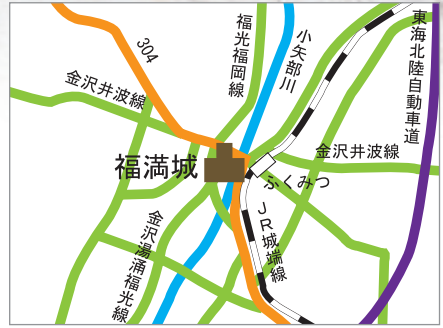 304
福光福岡線
小矢部川
東海北陸自動車道
金沢井波線
金沢井波線
福満城
ふくみつ
金沢湯涌福光線
JR城端線